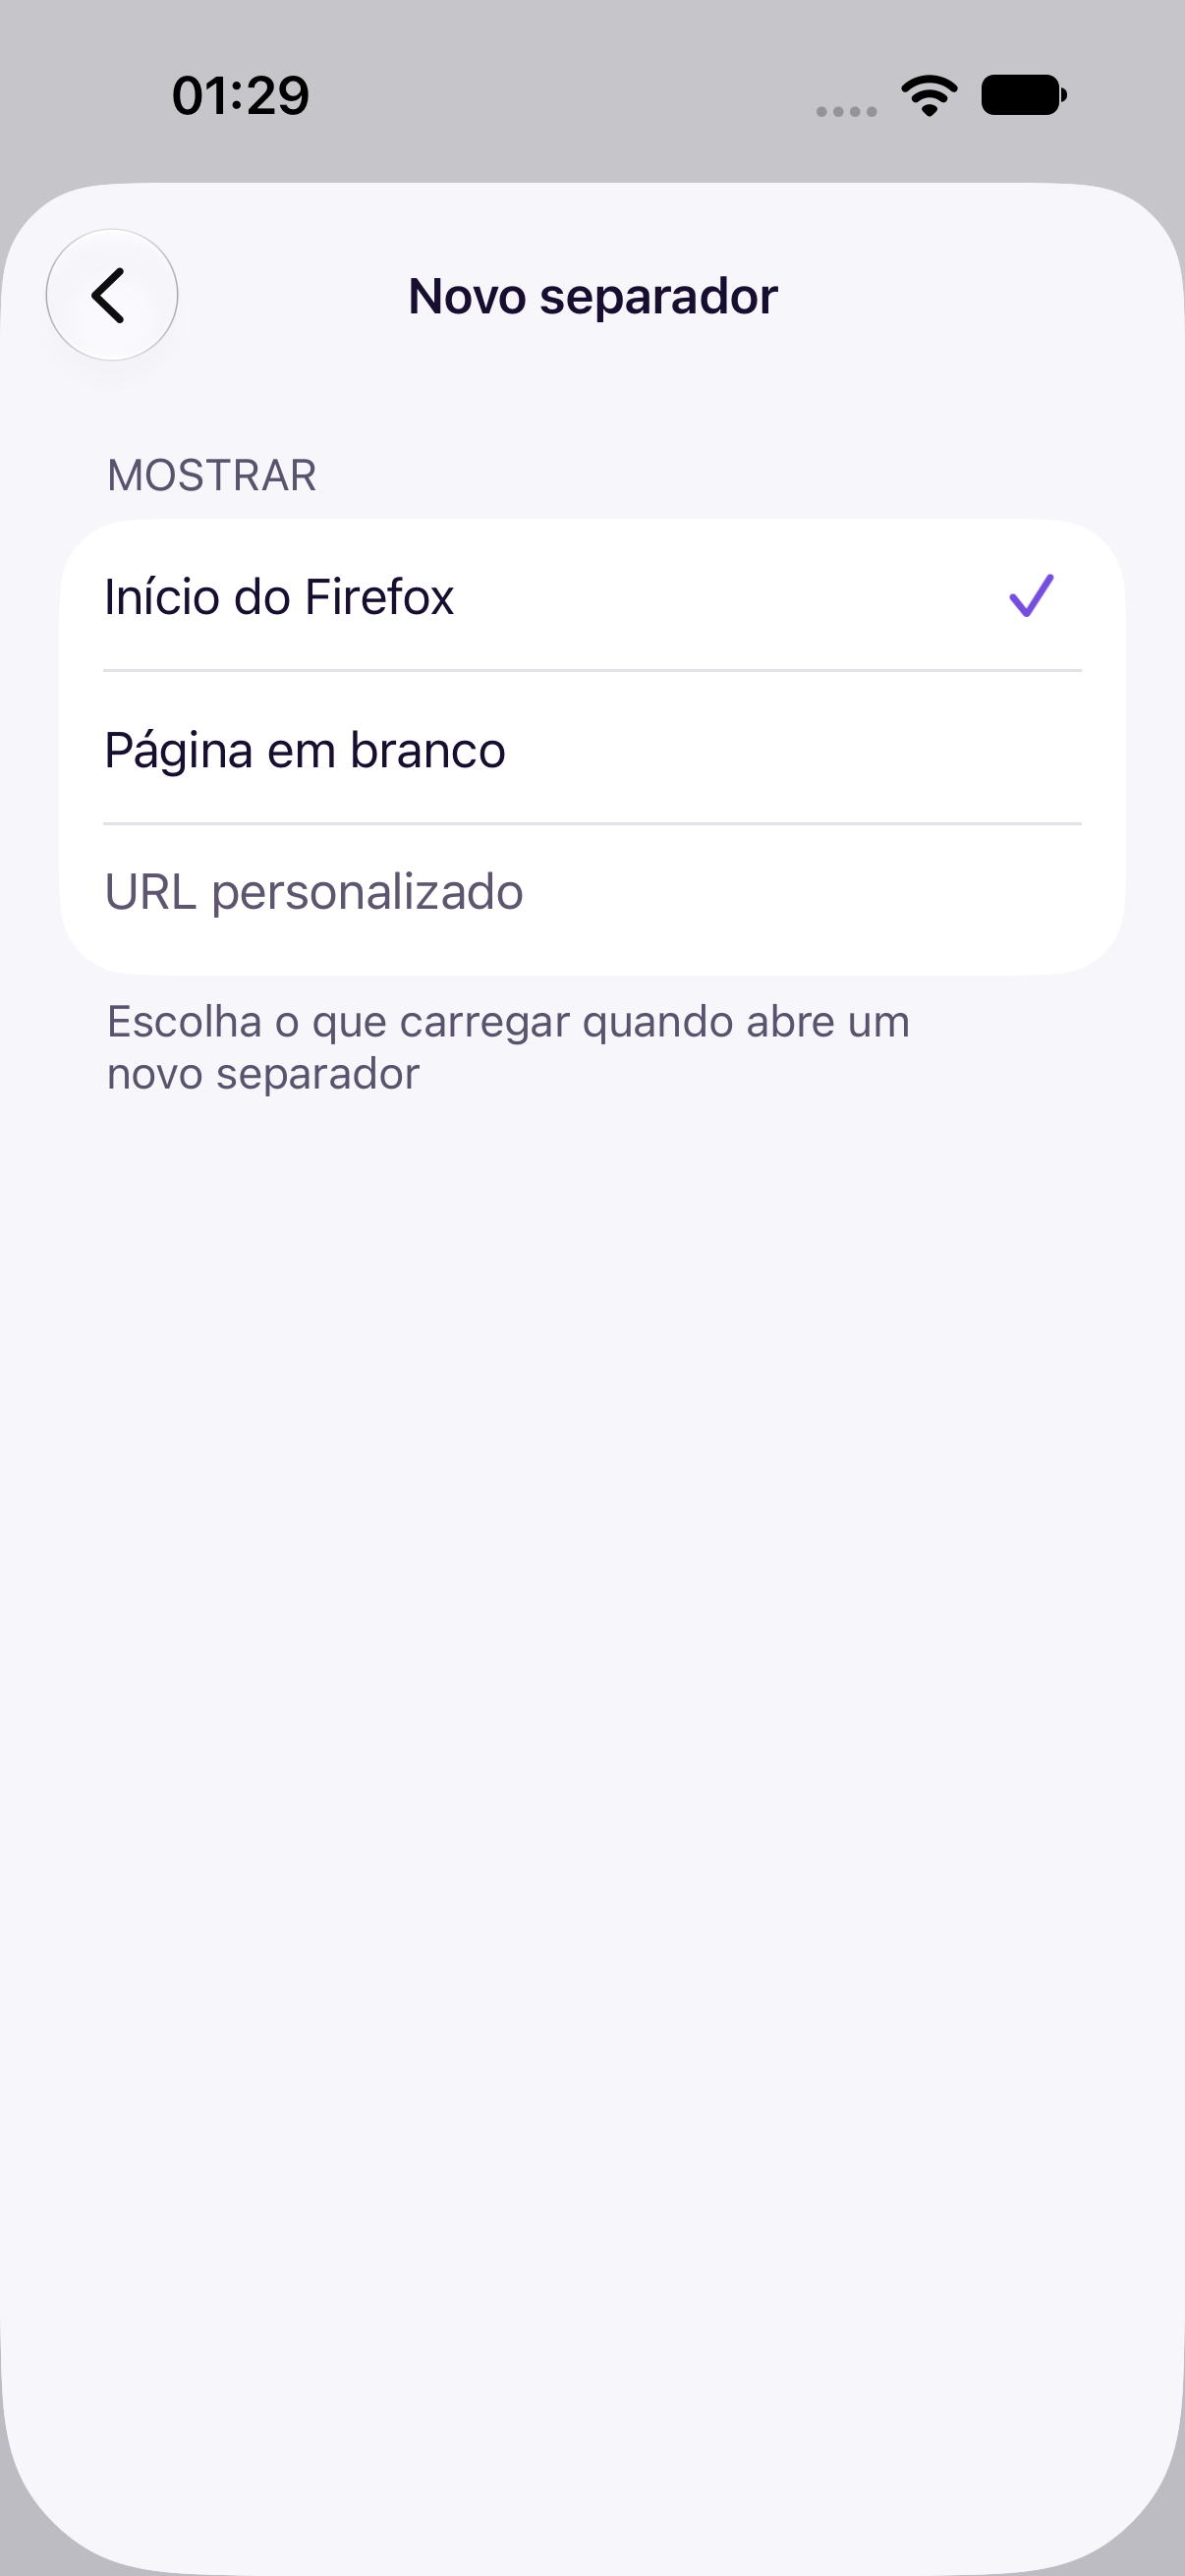 01:29
Novo separador
MOSTRAR
Início do Firefox
Página em branco
URL personalizado
Escolha o que carregar quando abre um
novo separador